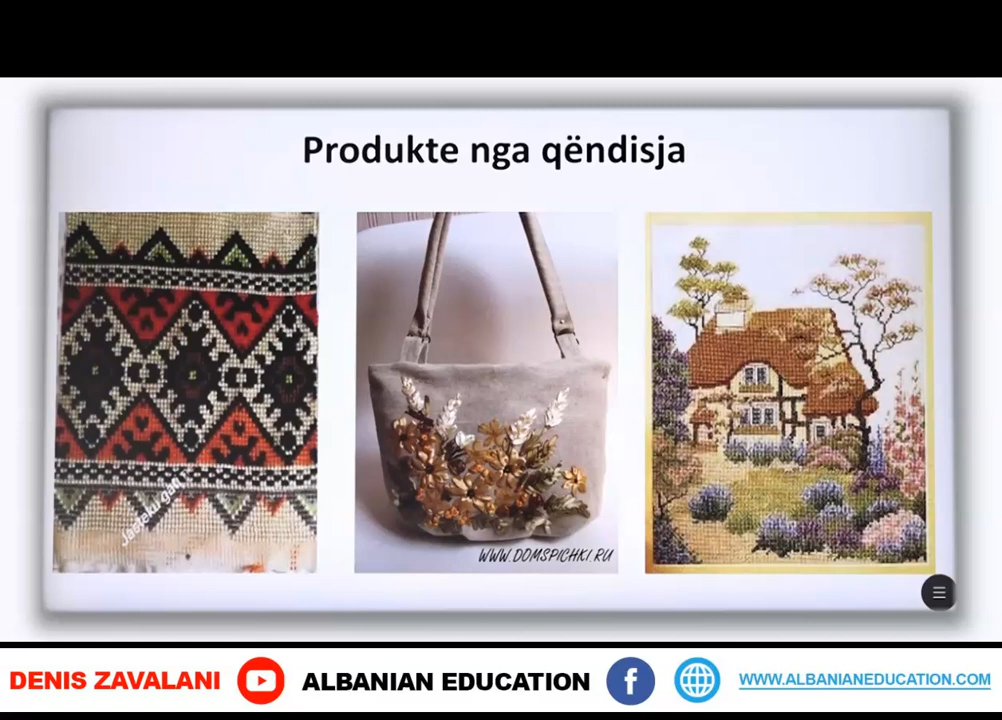 Produkte nga qëndisja
WWW.DOMSPICHKI.RU
DENIS ZAVALANI
ALBANIAN EDUCATION
WWW.ALBANIANEDUCATION.COM